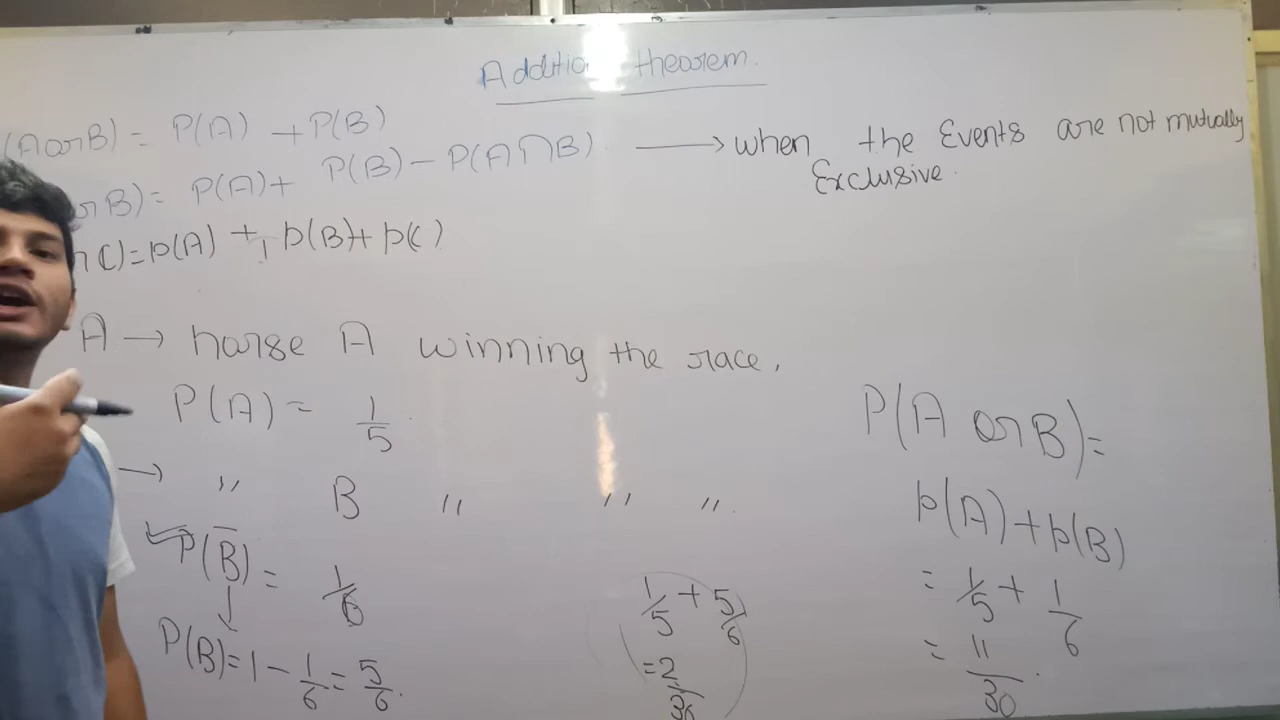 Addition theorem.
(A or B) = P(A) + P(B)
or B) = P(A) + P(B) - P(A∩B) → when the Events are not mutually
Exclusive.
C) = p(A) + p(B) + p(C)
A → horse A winning the race,
P(A) = 1/5
→ " B " " "
P(B̅) = 1/6
↓
P(B) = 1 - 1/6 = 5/6.
1/5 + 5/6
P(A or B) =
p(A) + p(B)
= 1/5 + 1/6
= 11/30.